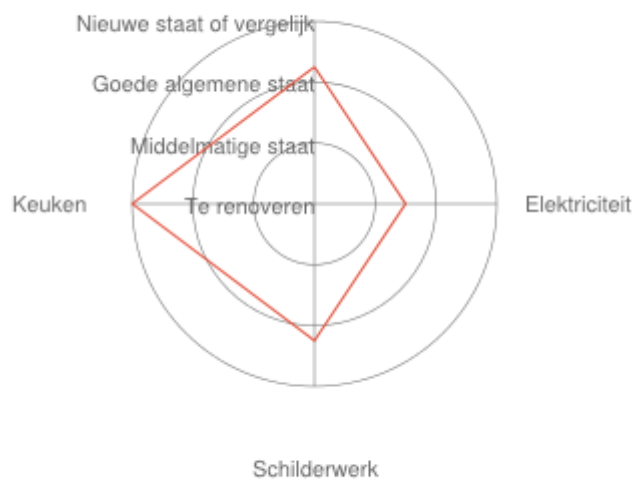 Nieuwe staat of vergelijk
Goede algemene staat
Middelmatige staat
Keuken
Te renoveren
Elektriciteit
Schilderwerk